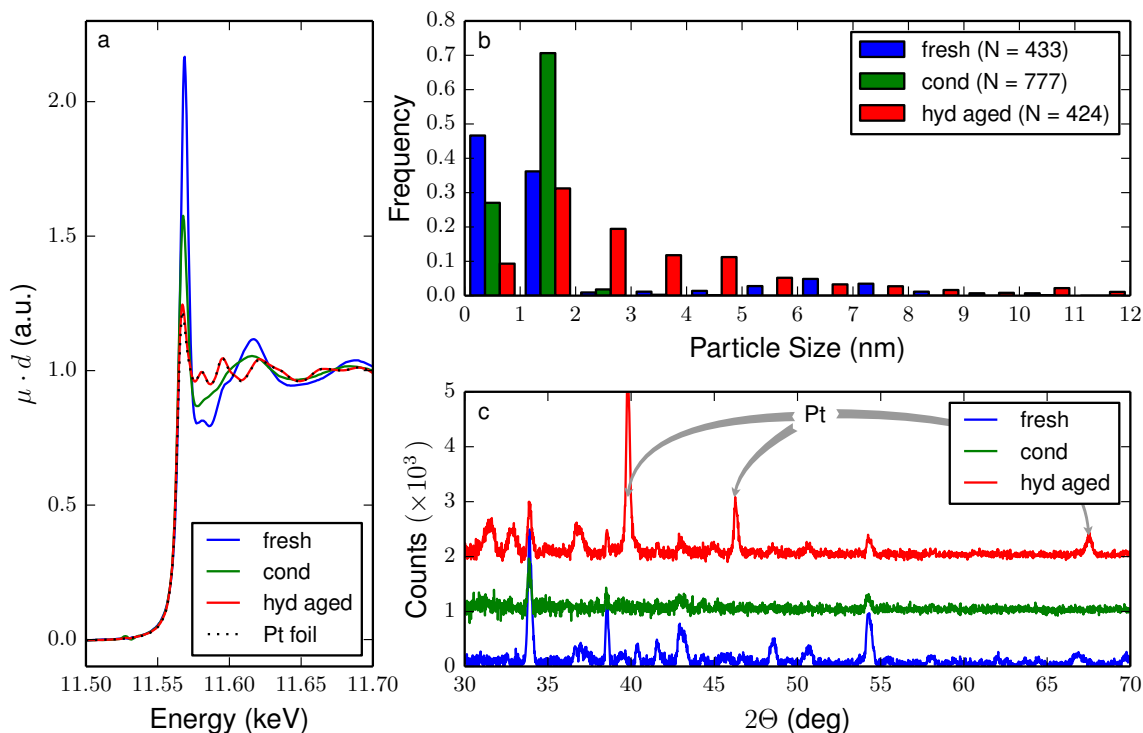 a
2.0
1.5
1.0
0.5
0.0
μ · d (a.u.)
11.50 11.55 11.60 11.65 11.70
Energy (keV)
fresh
cond
hyd aged
Pt foil
b
0.8
0.7
0.6
0.5
0.4
0.3
0.2
0.1
0.0
Frequency
0 1 2 3 4 5 6 7 8 9 10 11 12
Particle Size (nm)
fresh (N = 433)
cond (N = 777)
hyd aged (N = 424)
c
5
4
3
2
1
0
Counts (×10³)
30 35 40 45 50 55 60 65 70
2Θ (deg)
Pt
fresh
cond
hyd aged